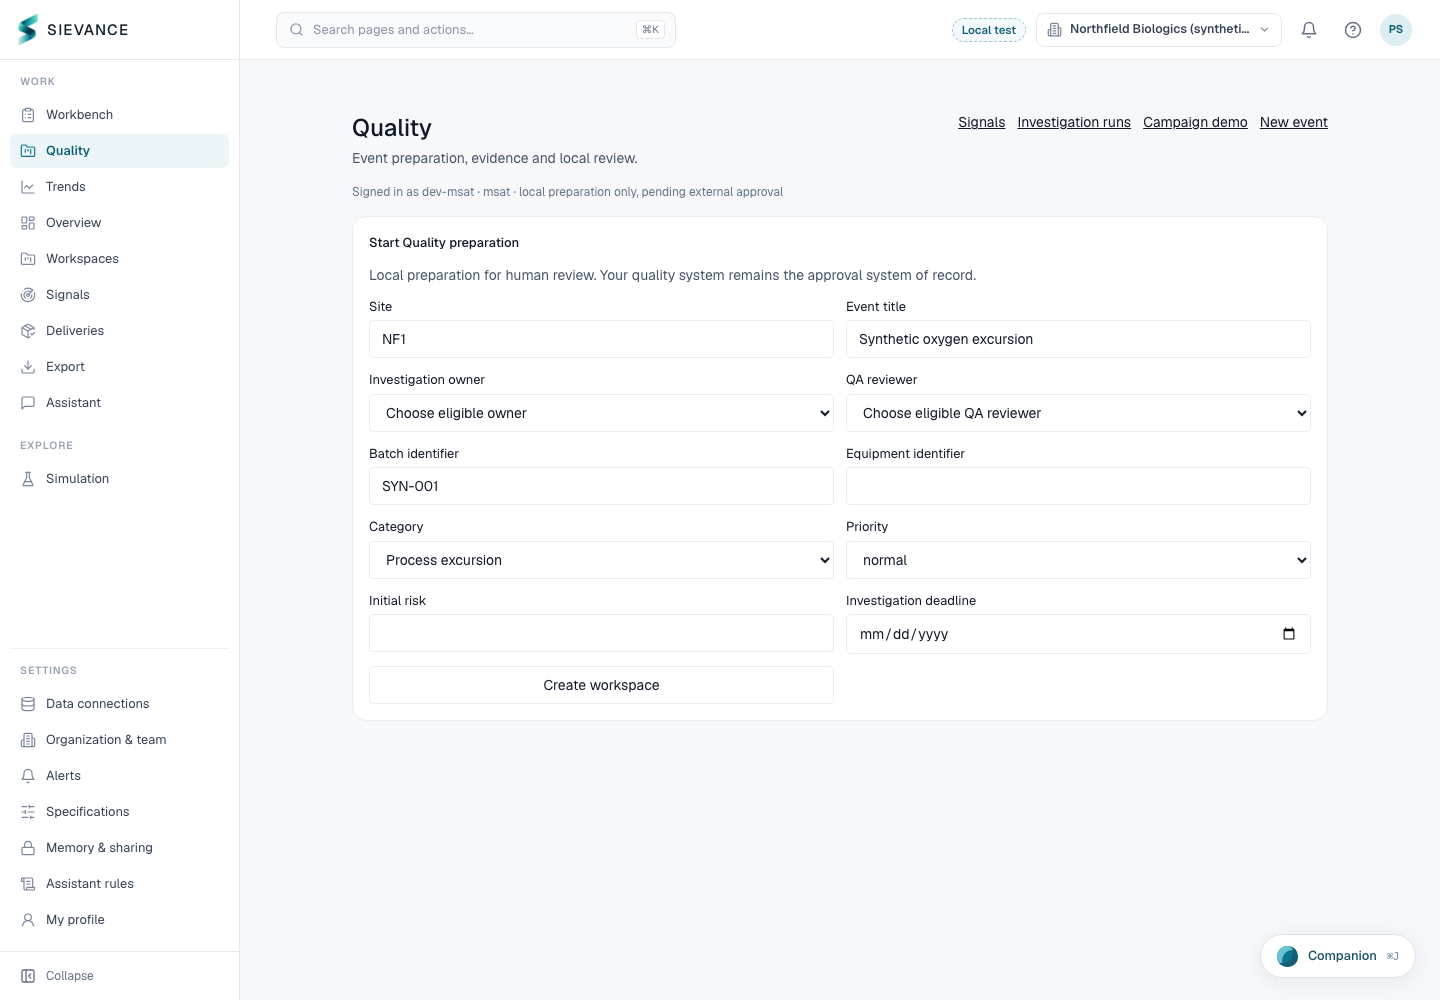 SIEVANCE
Search pages and actions...
⌘K
Local test
Northfield Biologics (syntheti...
PS
WORK
Workbench
Quality
Trends
Overview
Workspaces
Signals
Deliveries
Export
Assistant
EXPLORE
Simulation
SETTINGS
Data connections
Organization & team
Alerts
Specifications
Memory & sharing
Assistant rules
My profile
Collapse
Quality
Signals Investigation runs Campaign demo New event
Event preparation, evidence and local review.
Signed in as dev-msat · msat · local preparation only, pending external approval
Start Quality preparation
Local preparation for human review. Your quality system remains the approval system of record.
Site
NF1
Event title
Synthetic oxygen excursion
Investigation owner
Choose eligible owner
QA reviewer
Choose eligible QA reviewer
Batch identifier
SYN-001
Equipment identifier
Category
Process excursion
Priority
normal
Initial risk
Investigation deadline
mm/dd/yyyy
Create workspace
Companion ⌘J